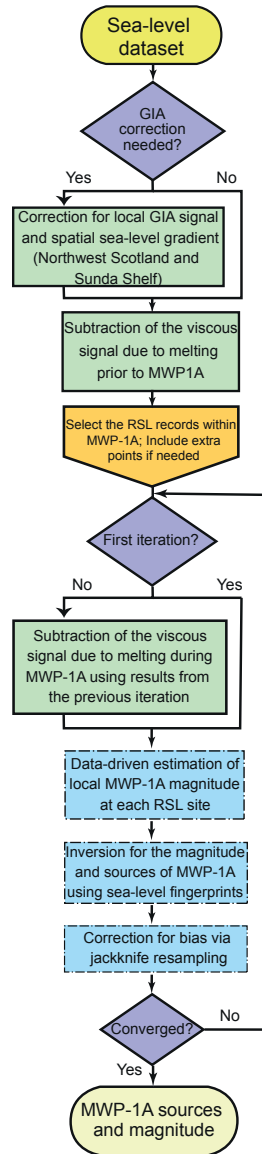 Sea-level
dataset
GIA
correction
needed?
Yes
No
Correction for local GIA signal
and spatial sea-level gradient
(Northwest Scotland and
Sunda Shelf)
Subtraction of the viscous
signal due to melting
prior to MWP1A
Select the RSL records within
MWP-1A; Include extra
points if needed
First iteration?
No
Yes
Subtraction of the viscous
signal due to melting during
MWP-1A using results from
the previous iteration
Data-driven estimation of
local MWP-1A magnitude
at each RSL site
Inversion for the magnitude
and sources of MWP-1A
using sea-level fingerprints
Correction for bias via
jackknife resampling
Converged?
No
Yes
MWP-1A sources
and magnitude